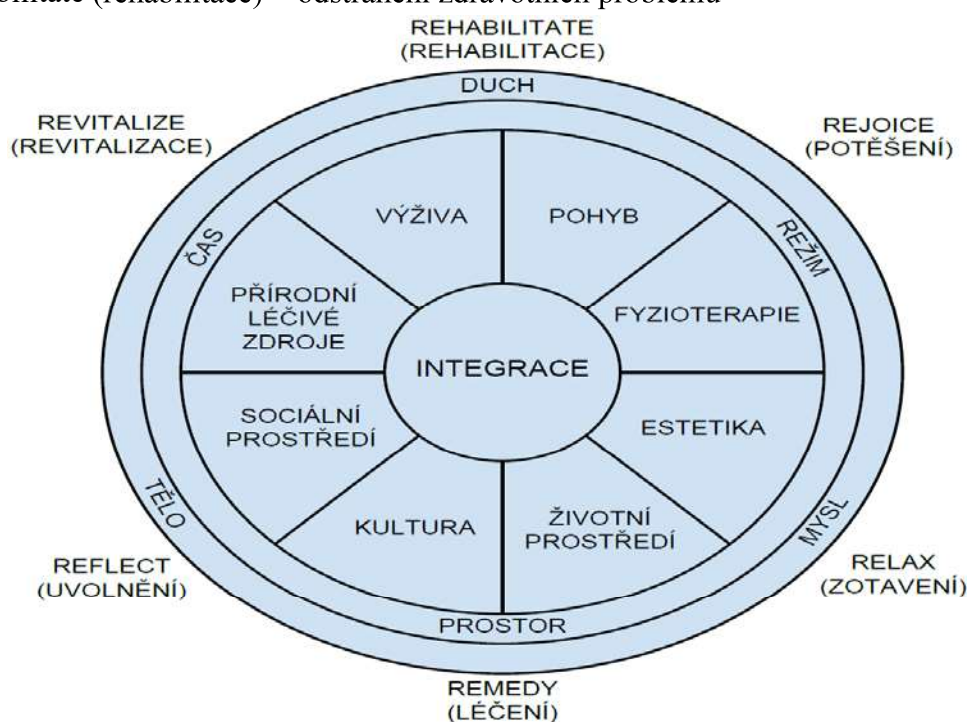 bilitate (rehabilitace) – odstranění zdravotních problémů
REHABILITATE
(REHABILITACE)
DUCH
REVITALIZE
(REVITALIZACE)
REJOICE
(POTĚŠENÍ)
VÝŽIVA
POHYB
ČAS
REŽIM
PŘÍRODNÍ
LÉČIVÉ
ZDROJE
FYZIOTERAPIE
INTEGRACE
SOCIÁLNÍ
PROSTŘEDÍ
ESTETIKA
TĚLO
MYSL
KULTURA
ŽIVOTNÍ
PROSTŘEDÍ
REFLECT
(UVOLNĚNÍ)
RELAX
(ZOTAVENÍ)
PROSTOR
REMEDY
(LÉČENÍ)